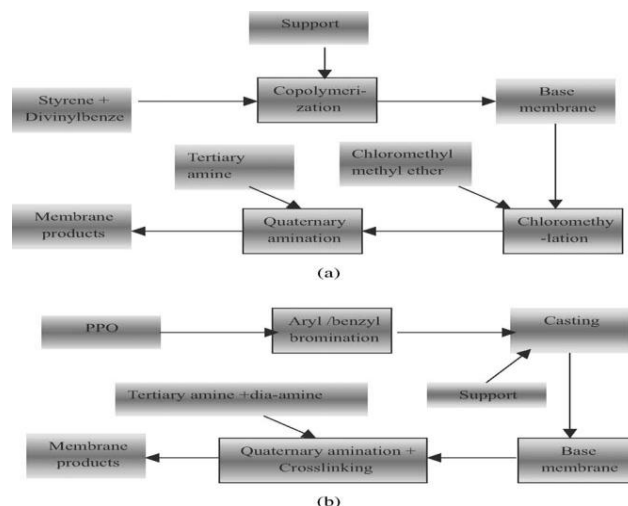 Support
Styrene +
Divinylbenze
Copolymeri-
zation
Base
membrane
Tertiary
amine
Chloromethyl
methyl ether
Membrane
products
Quaternary
amination
Chloromethy
-lation
(a)
PPO
Aryl /benzyl
bromination
Casting
Tertiary amine +dia-amine
Support
Membrane
products
Quaternary amination +
Crosslinking
Base
membrane
(b)